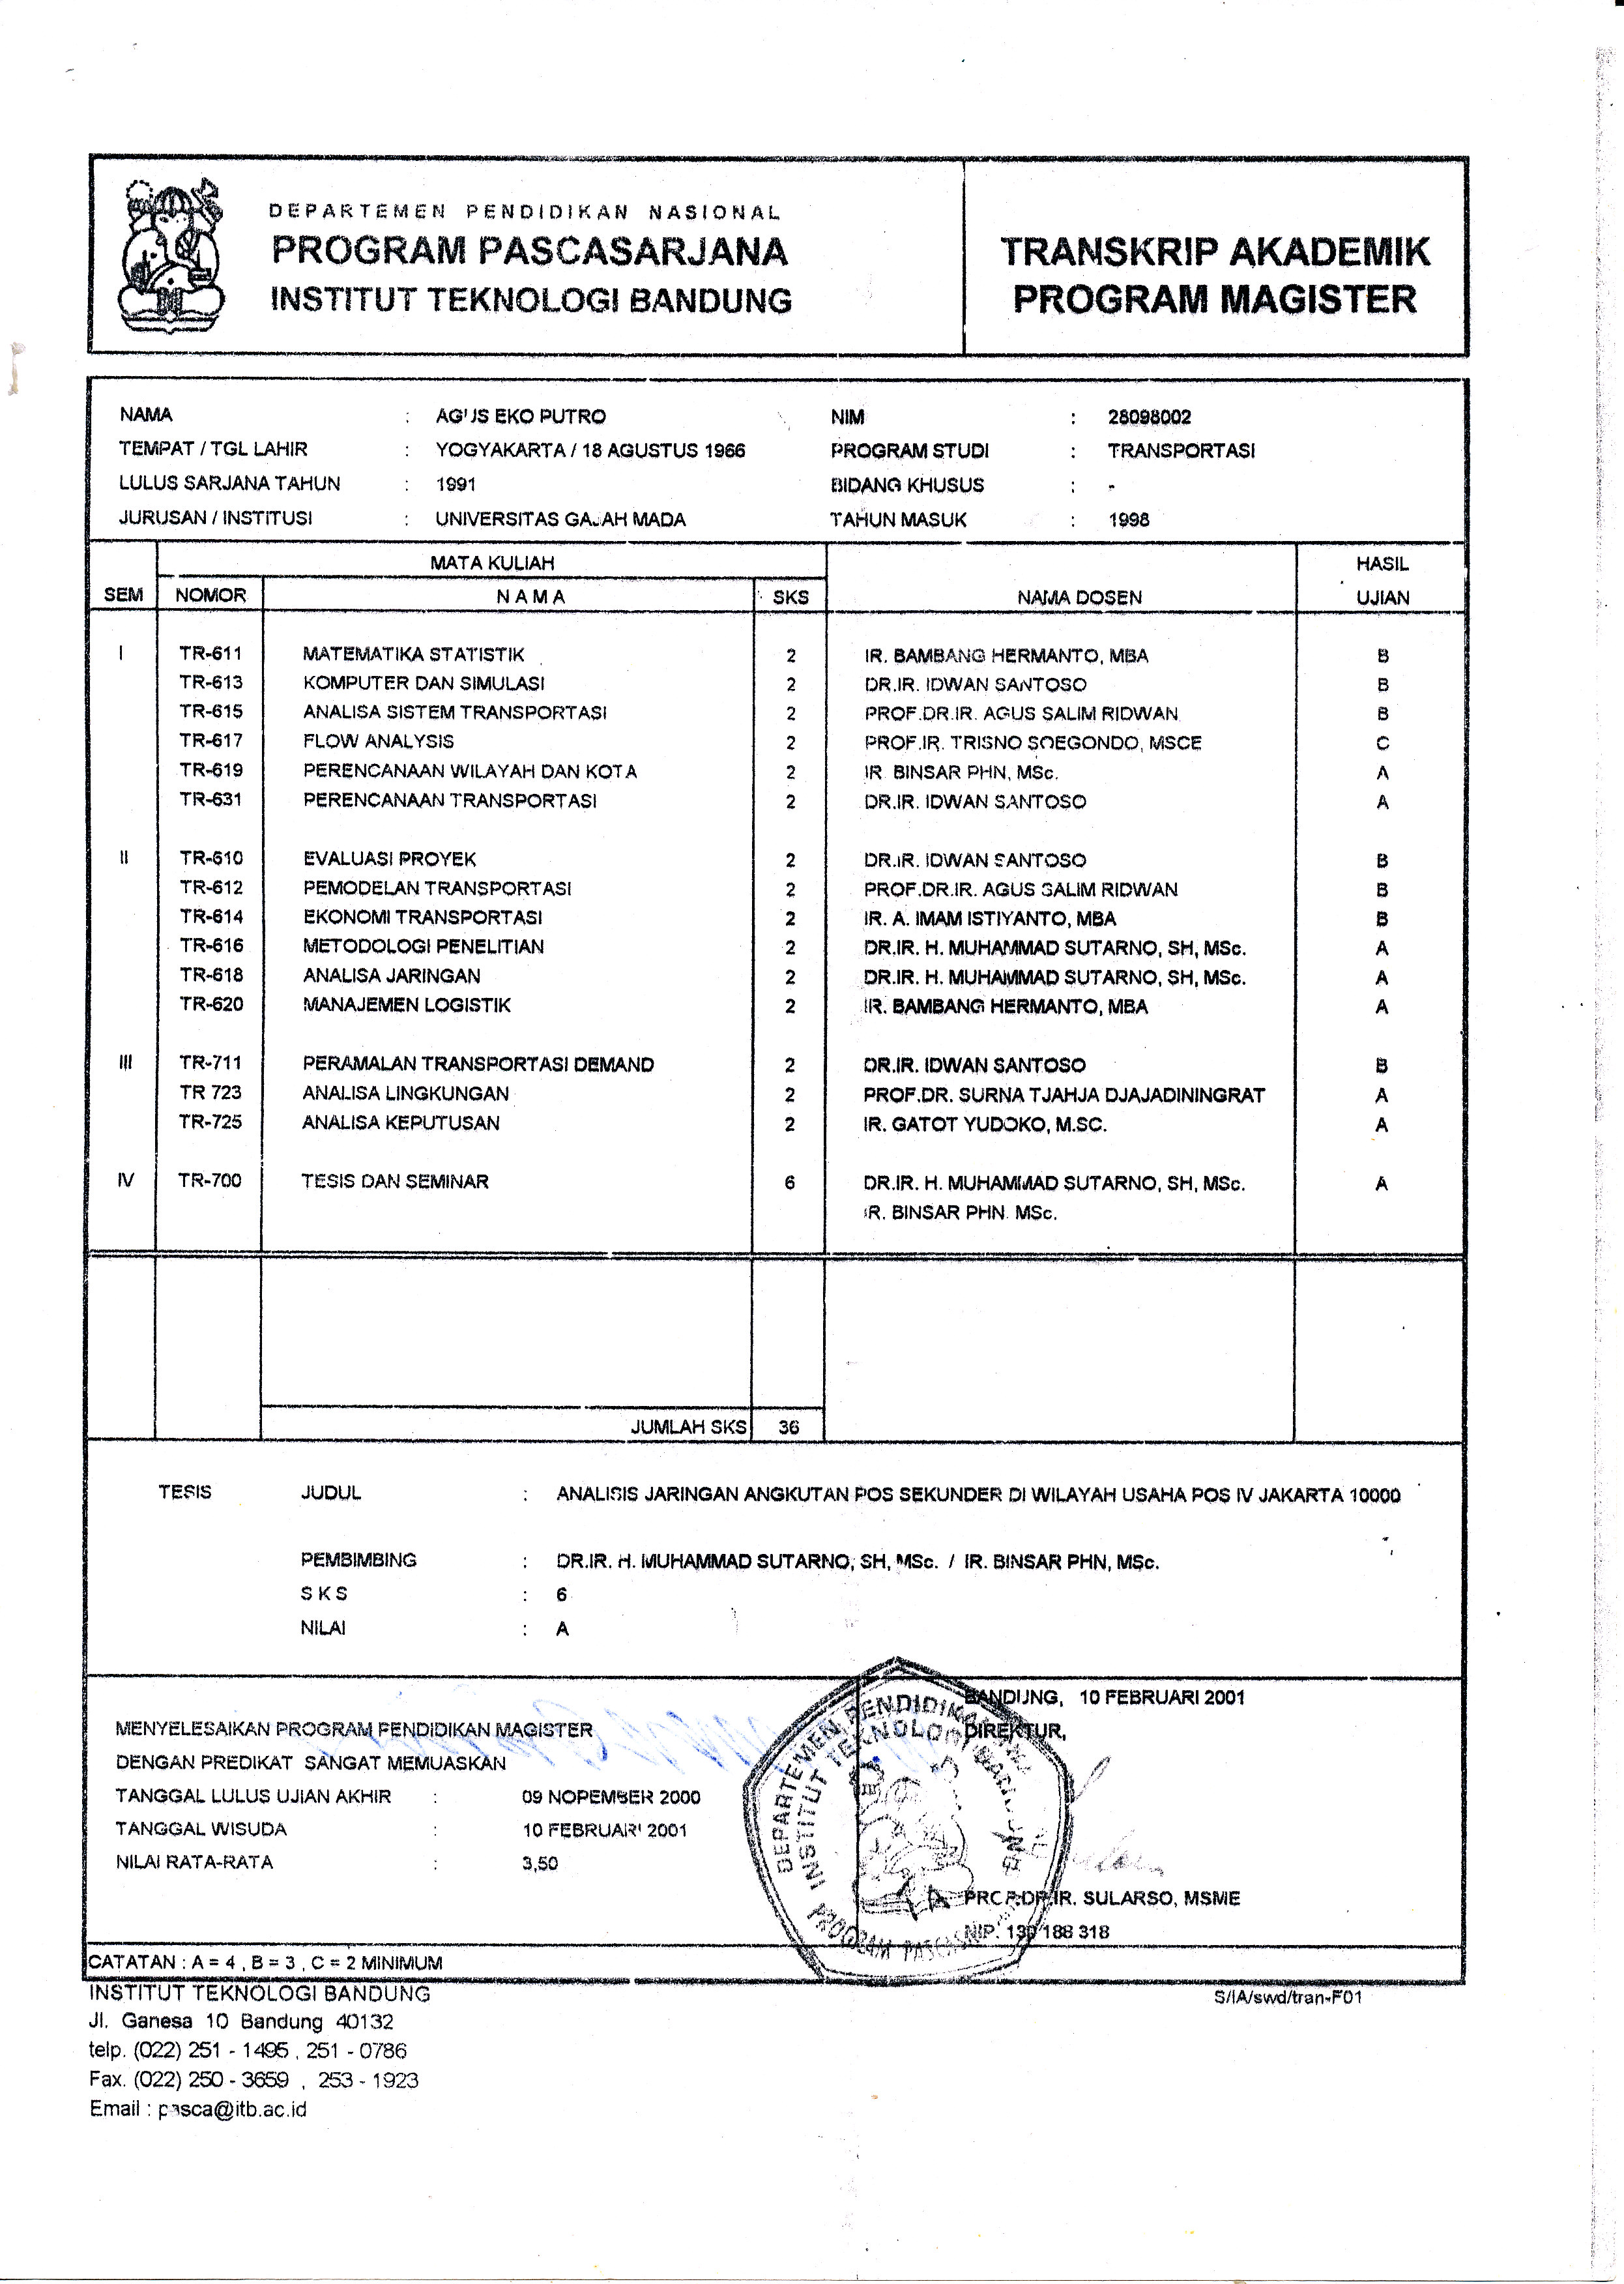 DEPARTEMEN PENDIDIKAN NASIONAL
PROGRAM PASCASARJANA
INSTITUT TEKNOLOGI BANDUNG
TRANSKRIP AKADEMIK
PROGRAM MAGISTER
NAMA : AGUS EKO PUTRO NIM : 28098002
TEMPAT / TGL LAHIR : YOGYAKARTA / 18 AGUSTUS 1966 PROGRAM STUDI : TRANSPORTASI
LULUS SARJANA TAHUN : 1991 BIDANG KHUSUS : -
JURUSAN / INSTITUSI : UNIVERSITAS GAJAH MADA TAHUN MASUK : 1998
MATA KULIAH HASIL
SEM NOMOR N A M A SKS NAMA DOSEN UJIAN
I TR-611 MATEMATIKA STATISTIK 2 IR. BAMBANG HERMANTO, MBA B
TR-613 KOMPUTER DAN SIMULASI 2 DR.IR. IDWAN SANTOSO B
TR-615 ANALISA SISTEM TRANSPORTASI 2 PROF.DR.IR. AGUS SALIM RIDWAN B
TR-617 FLOW ANALYSIS 2 PROF.IR. TRISNO SOEGONDO, MSCE C
TR-619 PERENCANAAN WILAYAH DAN KOTA 2 IR. BINSAR PHN, MSc. A
TR-631 PERENCANAAN TRANSPORTASI 2 DR.IR. IDWAN SANTOSO A
II TR-610 EVALUASI PROYEK 2 DR.IR. IDWAN SANTOSO B
TR-612 PEMODELAN TRANSPORTASI 2 PROF.DR.IR. AGUS SALIM RIDWAN B
TR-614 EKONOMI TRANSPORTASI 2 IR. A. IMAM ISTIYANTO, MBA B
TR-616 METODOLOGI PENELITIAN 2 DR.IR. H. MUHAMMAD SUTARNO, SH, MSc. A
TR-618 ANALISA JARINGAN 2 DR.IR. H. MUHAMMAD SUTARNO, SH, MSc. A
TR-620 MANAJEMEN LOGISTIK 2 IR. BAMBANG HERMANTO, MBA A
III TR-711 PERAMALAN TRANSPORTASI DEMAND 2 DR.IR. IDWAN SANTOSO B
TR 723 ANALISA LINGKUNGAN 2 PROF.DR. SURNA TJAHJA DJAJADININGRAT A
TR-725 ANALISA KEPUTUSAN 2 IR. GATOT YUDOKO, M.SC. A
IV TR-700 TESIS DAN SEMINAR 6 DR.IR. H. MUHAMMAD SUTARNO, SH, MSc. A
IR. BINSAR PHN. MSc.
JUMLAH SKS 36
TESIS JUDUL : ANALISIS JARINGAN ANGKUTAN POS SEKUNDER DI WILAYAH USAHA POS IV JAKARTA 10000
PEMBIMBING : DR.IR. H. MUHAMMAD SUTARNO, SH, MSc. / IR. BINSAR PHN, MSc.
S K S : 6
NILAI : A
BANDUNG, 10 FEBRUARI 2001
MENYELESAIKAN PROGRAM PENDIDIKAN MAGISTER
DIREKTUR,
DENGAN PREDIKAT SANGAT MEMUASKAN
TANGGAL LULUS UJIAN AKHIR : 09 NOPEMBER 2000
TANGGAL WISUDA : 10 FEBRUARI 2001
NILAI RATA-RATA : 3,50
DEPARTEMEN PENDIDIKAN
INSTITUT TEKNOLOGI
PROGRAM
PROF.DR.IR. SULARSO, MSME
NIP. 130 188 318
CATATAN : A = 4 , B = 3 , C = 2 MINIMUM
INSTITUT TEKNOLOGI BANDUNG
S/IA/swd/tran-F01
Jl. Ganesa 10 Bandung 40132
telp. (022) 251 - 1495 , 251 - 0786
Fax. (022) 250 - 3659 , 253 - 1923
Email : pasca@itb.ac.id